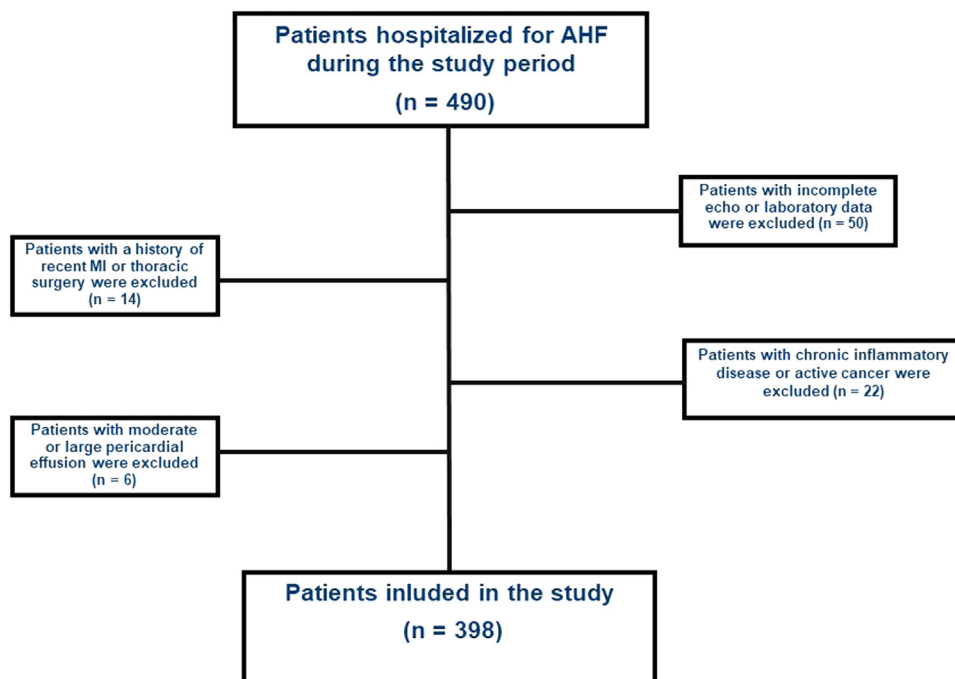 Patients hospitalized for AHF
during the study period
(n = 490)
Patients with incomplete
echo or laboratory data
were excluded (n = 50)
Patients with a history of
recent MI or thoracic
surgery were excluded
(n = 14)
Patients with chronic inflammatory
disease or active cancer were
excluded (n = 22)
Patients with moderate
or large pericardial
effusion were excluded
(n = 6)
Patients inluded in the study
(n = 398)